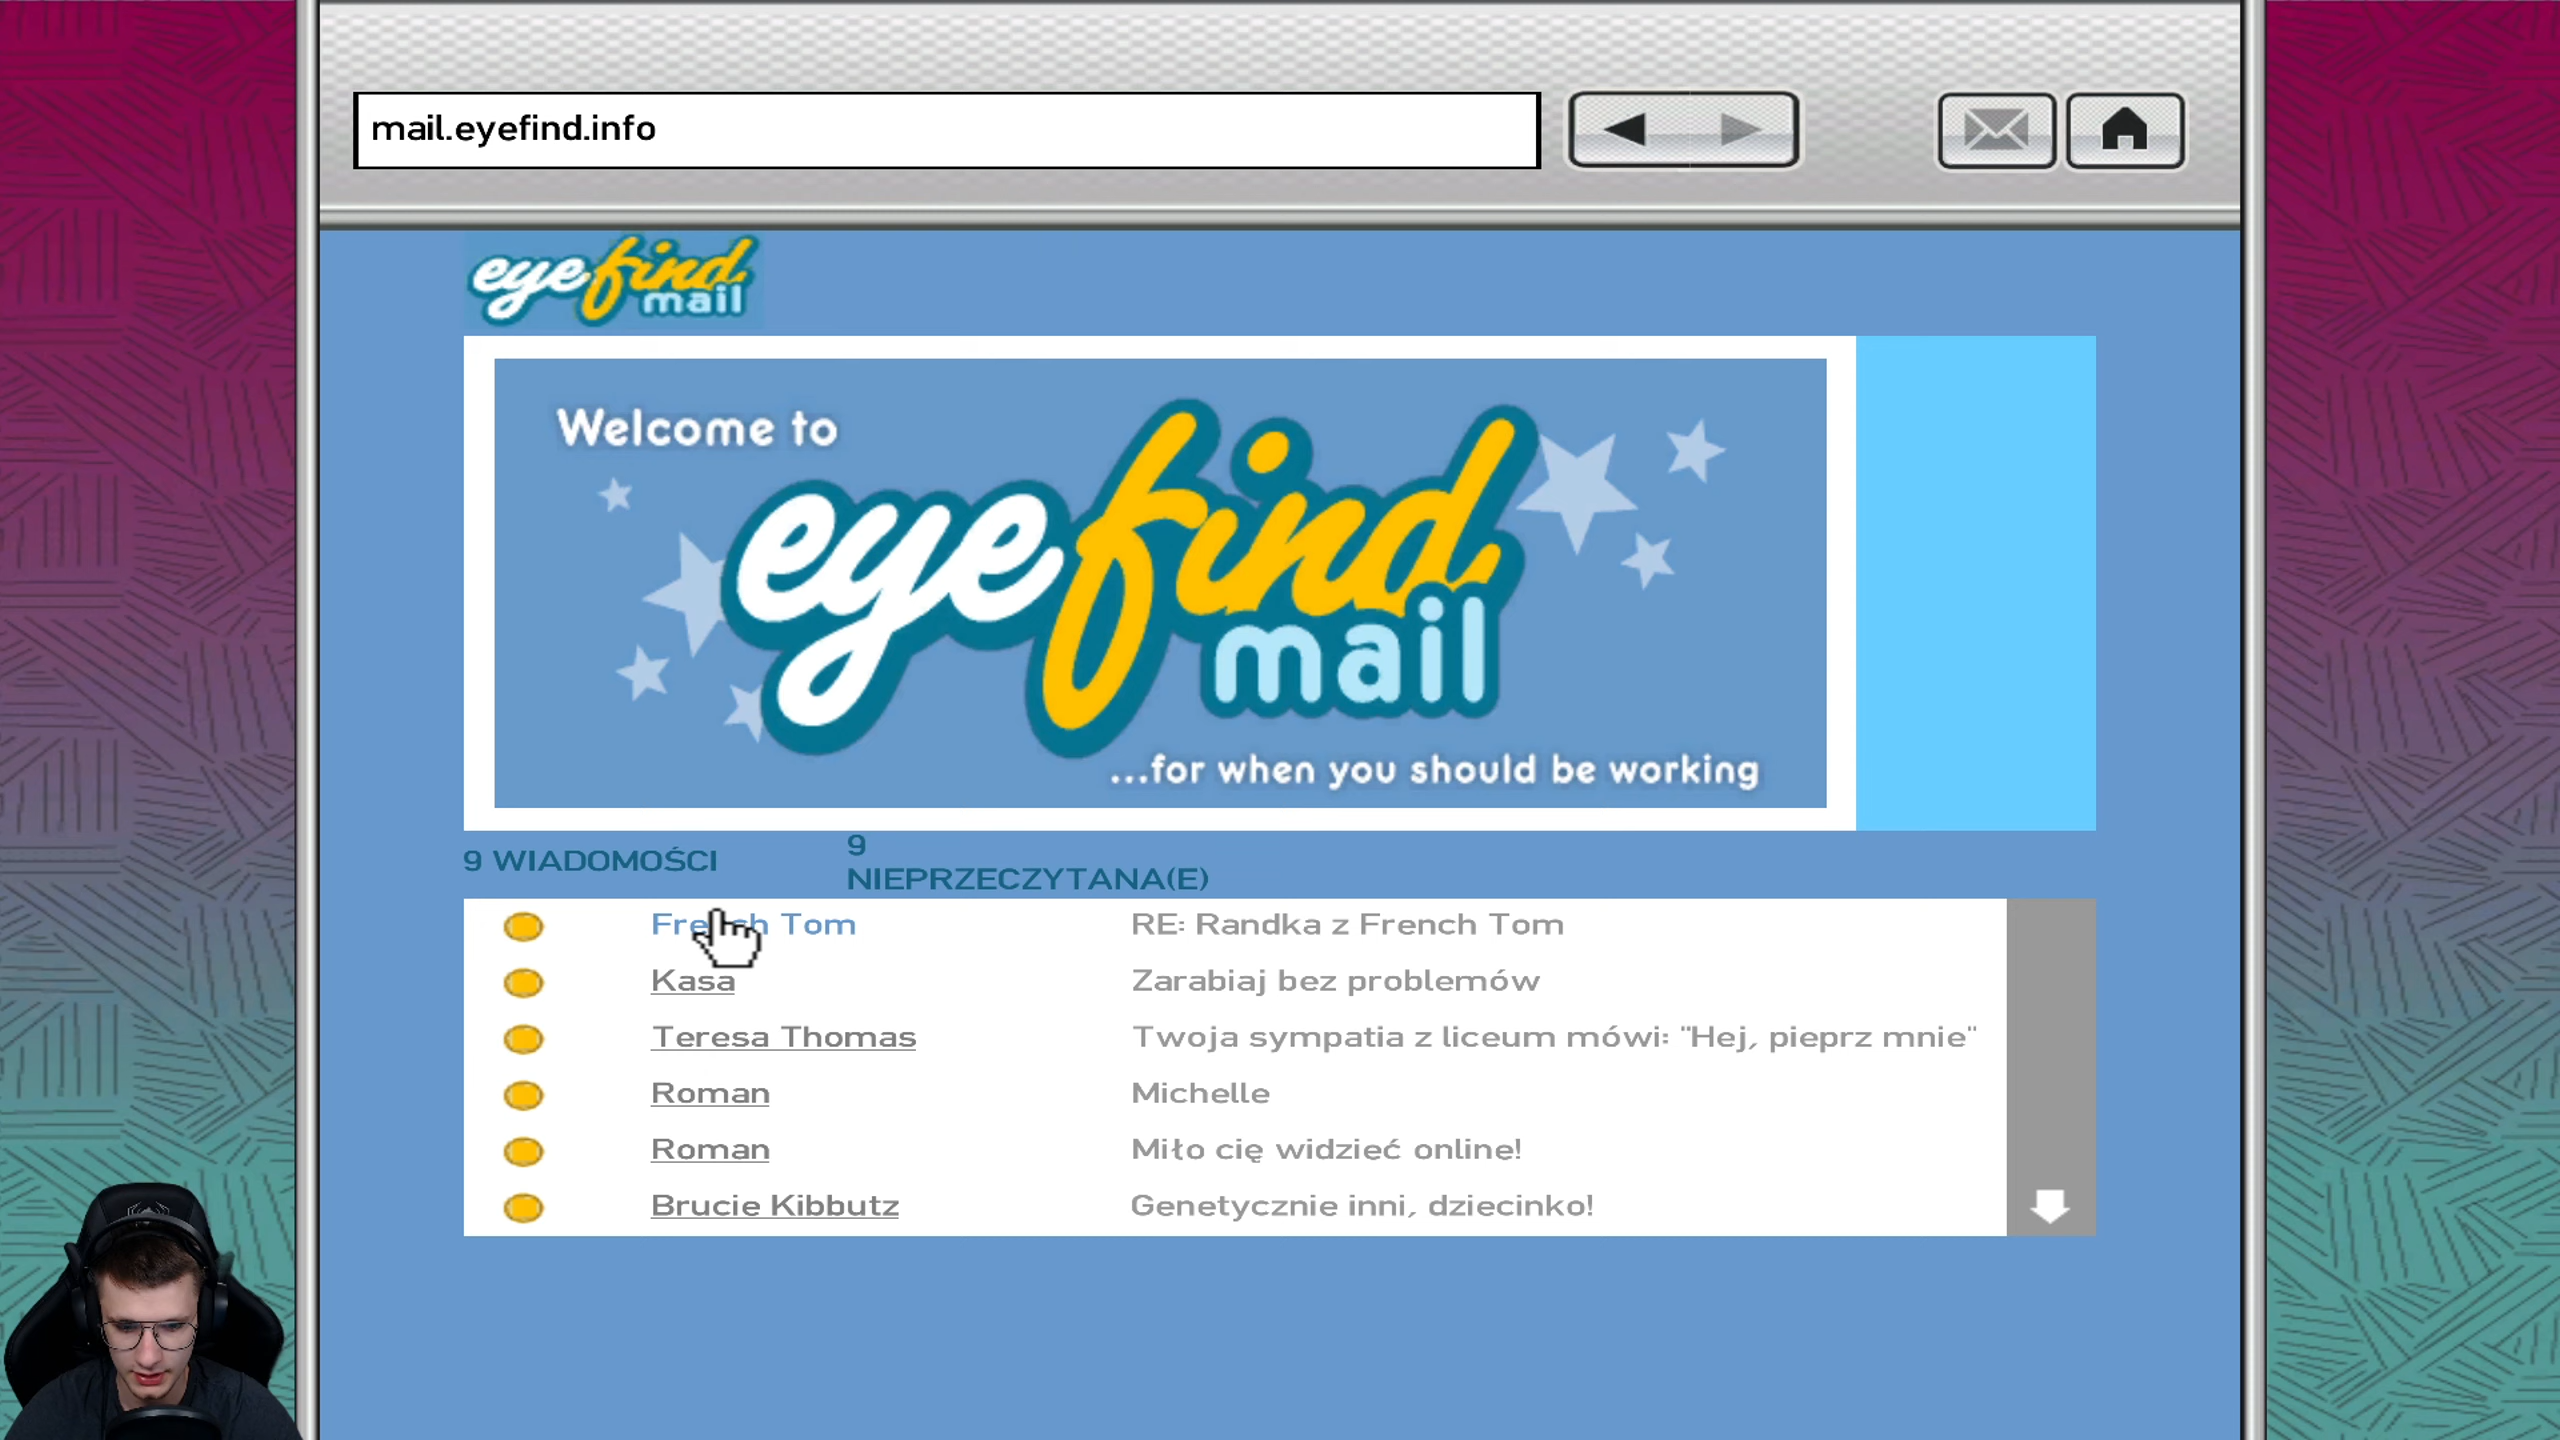 mail.eyefind.info
eyefind
mail
Welcome to
eyefind
mail
...for when you should be working
9 WIADOMOŚCI
9
NIEPRZECZYTANA(E)
French Tom RE: Randka z French Tom
Kasa Zarabiaj bez problemów
Teresa Thomas Twoja sympatia z liceum mówi: "Hej, pieprz mnie"
Roman Michelle
Roman Miło cię widzieć online!
Brucie Kibbutz Genetycznie inni, dziecinko!